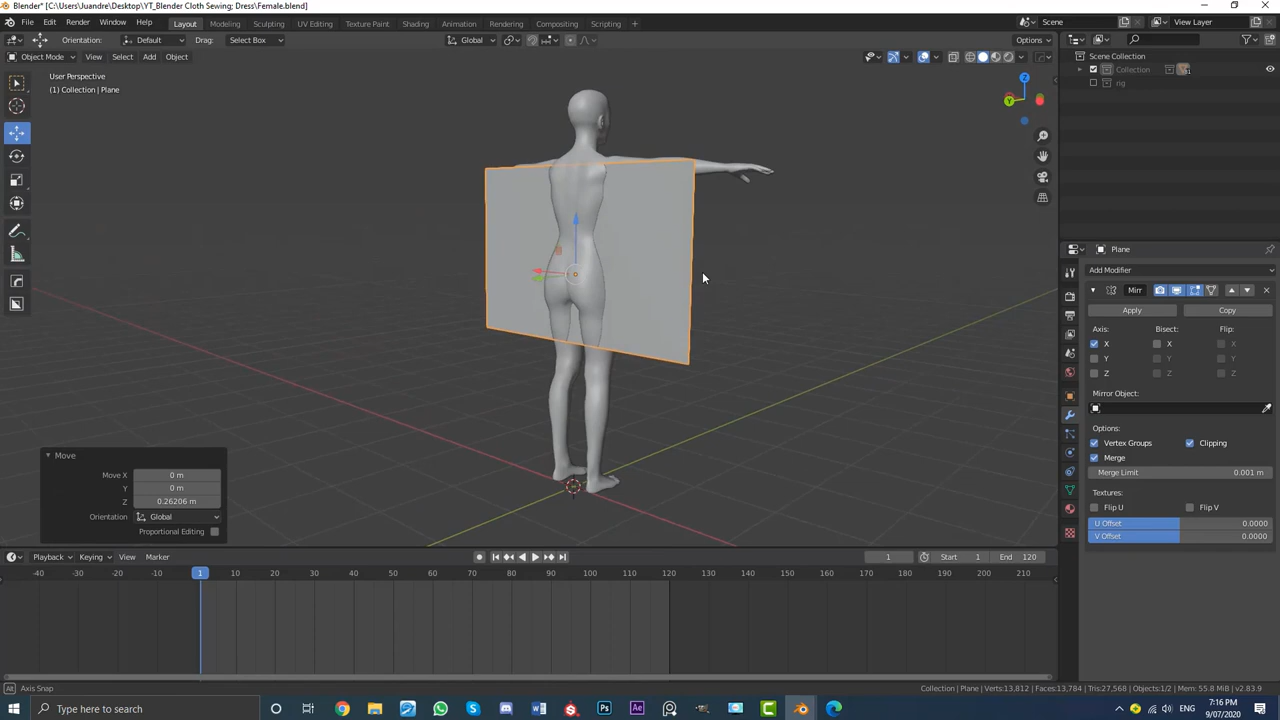 Blender* [C:\Users\Juandre\Desktop\YT_Blender Cloth Sewing; Dress\Female.blend]
File Edit Render Window Help Layout Modeling Sculpting UV Editing Texture Paint Shading Animation Rendering Compositing Scripting + Scene View Layer
Orientation: Default Drag: Select Box Global Options
Object Mode View Select Add Object
User Perspective
(1) Collection | Plane
Z
Y
Scene Collection
Collection
rig
Plane
Add Modifier
Mirr
Apply Copy
Axis: Bisect: Flip:
X X X
Y Y Y
Z Z Z
Mirror Object:
Options:
Vertex Groups Clipping
Merge
Merge Limit 0.001 m
Textures:
Flip U Flip V
U Offset 0.0000
V Offset 0.0000
Move
Move X 0 m
Y 0 m
Z 0.26206 m
Orientation Global
Proportional Editing
Playback Keying View Marker 1 Start 1 End 120
-40 -30 -20 -10 1 10 20 30 40 50 60 70 80 90 100 110 120 130 140 150 160 170 180 190 200 210
Axis Snap
Collection | Plane | Verts:13,812 | Faces:13,784 | Tris:27,568 | Objects:1/2 | Mem: 55.8 MiB | v2.83.9
Type here to search
7:16 PM
9/07/2020